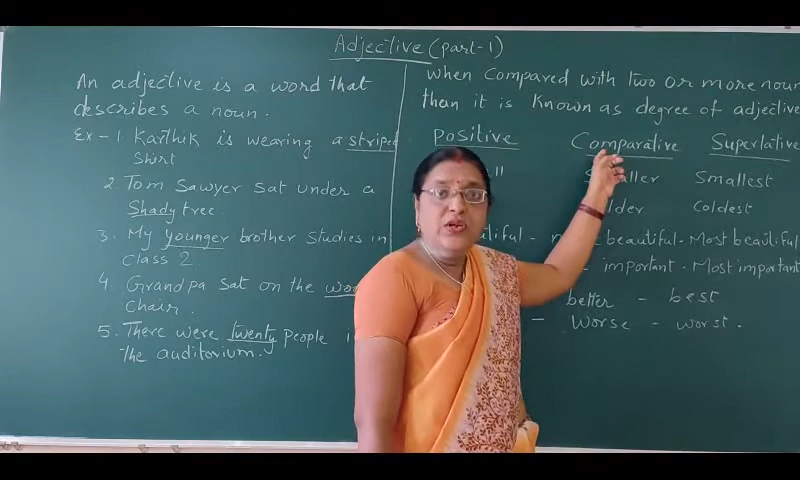 Adjective (part-1)
An adjective is a word that
describes a noun.
Ex - 1. Karthik is wearing a striped
shirt
2. Tom Sawyer sat under a
Shady tree.
3. My younger brother studies in
class 2
4. Grandpa sat on the
chair.
5. There were twenty people
the auditorium.
When Compared with two or more noun
than it is Known as degree of adjective
Positive Comparative Superlative
Smallest
Coldest
beautiful - Most beautiful
- important - Most important
better - best
- Worse - worst.